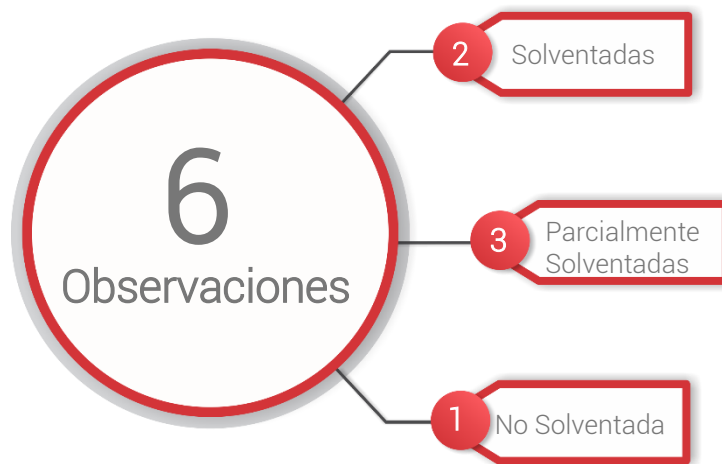 6
Observaciones
2
Solventadas
3
Parcialmente
Solventadas
1
No Solventada